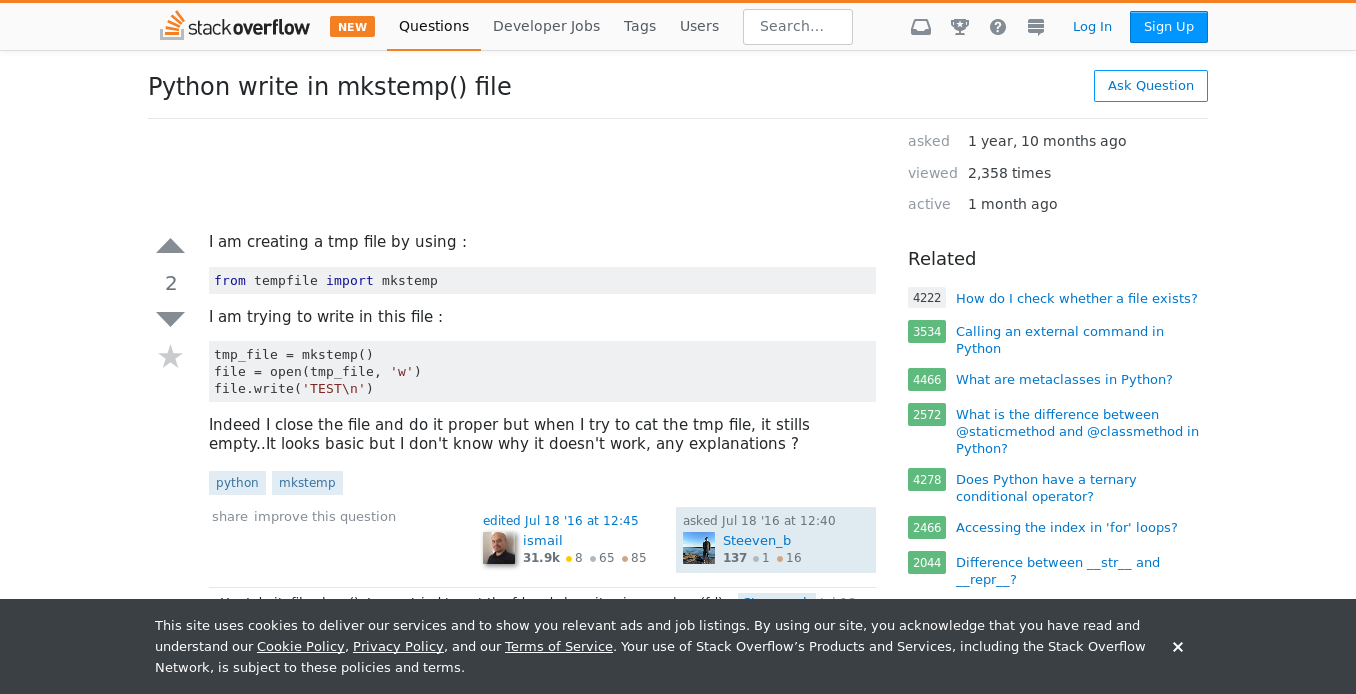 stackoverflow NEW Questions Developer Jobs Tags Users Search... Log In Sign Up
Python write in mkstemp() file
Ask Question
asked 1 year, 10 months ago
viewed 2,358 times
active 1 month ago
2
I am creating a tmp file by using :
from tempfile import mkstemp
I am trying to write in this file :
tmp_file = mkstemp()
file = open(tmp_file, 'w')
file.write('TEST\n')
Indeed I close the file and do it proper but when I try to cat the tmp file, it stills
empty..It looks basic but I don't know why it doesn't work, any explanations ?
python mkstemp
share improve this question
edited Jul 18 '16 at 12:45
ismail
31.9k 8 65 85
asked Jul 18 '16 at 12:40
Steeven_b
137 1 16
Related
4222 How do I check whether a file exists?
3534 Calling an external command in
Python
4466 What are metaclasses in Python?
2572 What is the difference between
@staticmethod and @classmethod in
Python?
4278 Does Python have a ternary
conditional operator?
2466 Accessing the index in 'for' loops?
2044 Difference between __str__ and
__repr__?
This site uses cookies to deliver our services and to show you relevant ads and job listings. By using our site, you acknowledge that you have read and
understand our Cookie Policy, Privacy Policy, and our Terms of Service. Your use of Stack Overflow’s Products and Services, including the Stack Overflow
Network, is subject to these policies and terms.